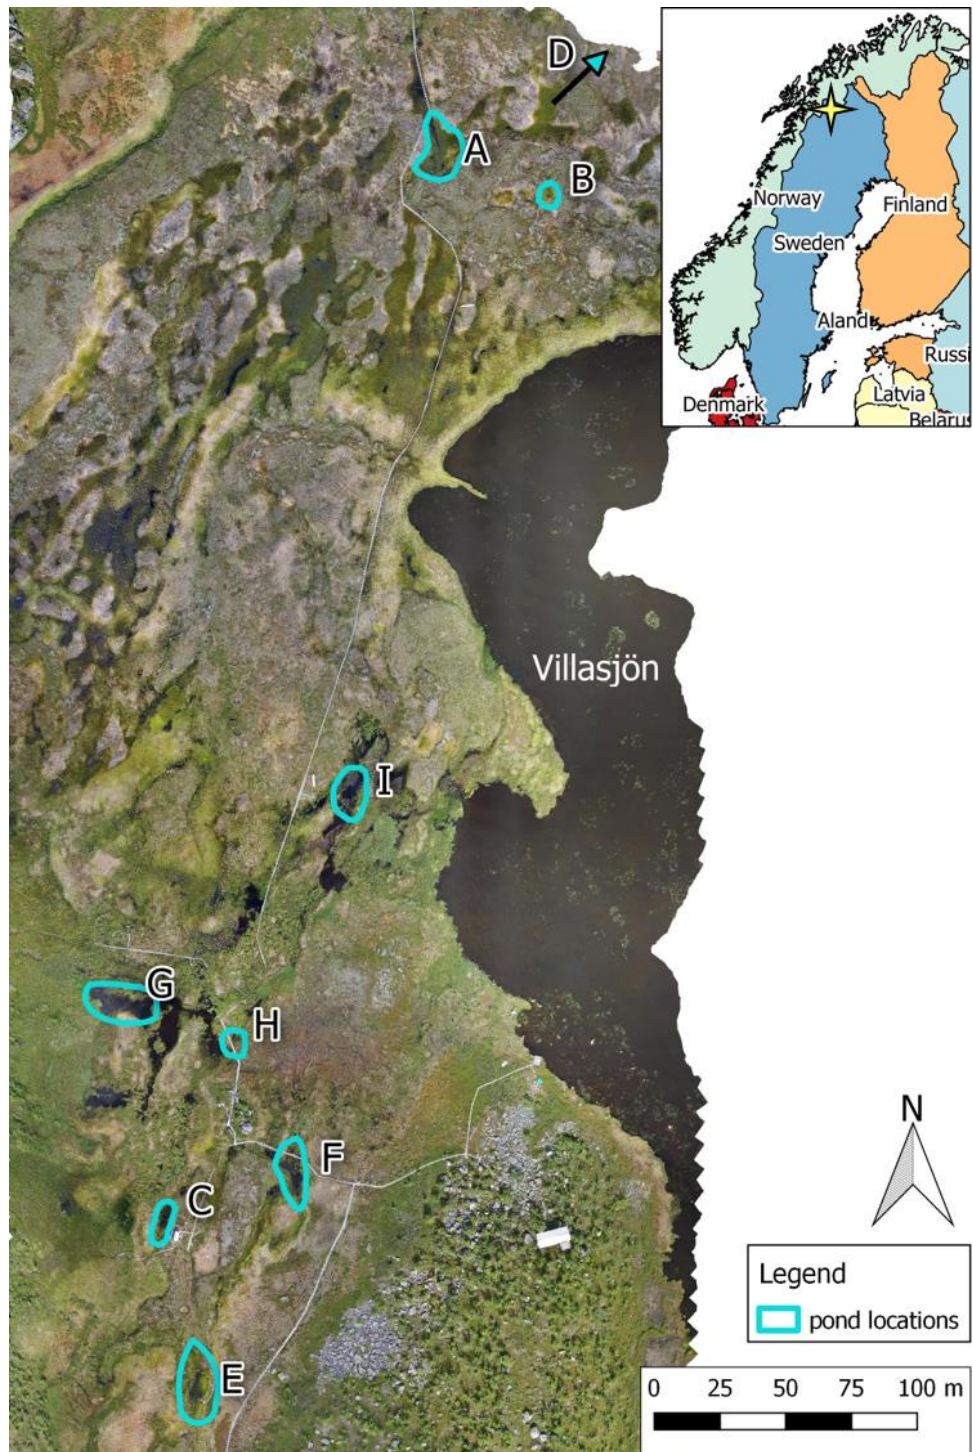 D
A
B
Norway
Finland
Sweden
Aland
Russi
Latvia
Denmark
Belarus
Villasjön
I
G
H
F
C
E
N
Legend
pond locations
0 25 50 75 100 m